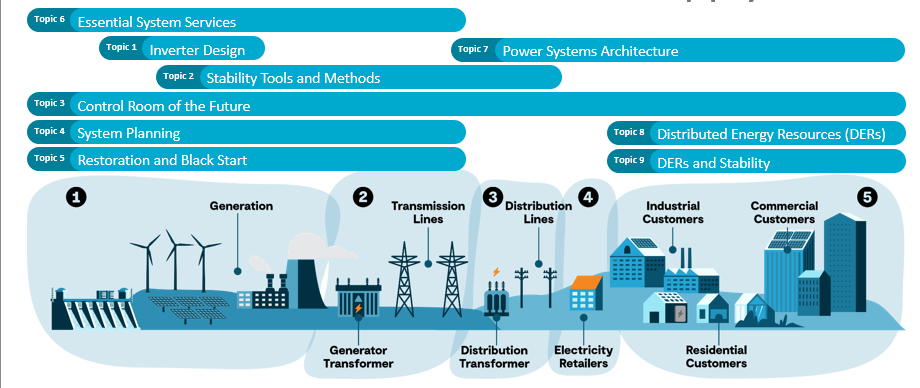 Topic 6 Essential System Services
Topic 1 Inverter Design
Topic 7 Power Systems Architecture
Topic 2 Stability Tools and Methods
Topic 3 Control Room of the Future
Topic 4 System Planning
Topic 8 Distributed Energy Resources (DERs)
Topic 5 Restoration and Black Start
Topic 9 DERs and Stability
1
2
3
4
5
Generation
Transmission
Lines
Distribution
Lines
Industrial
Customers
Commercial
Customers
Generator
Transformer
Distribution
Transformer
Electricity
Retailers
Residential
Customers